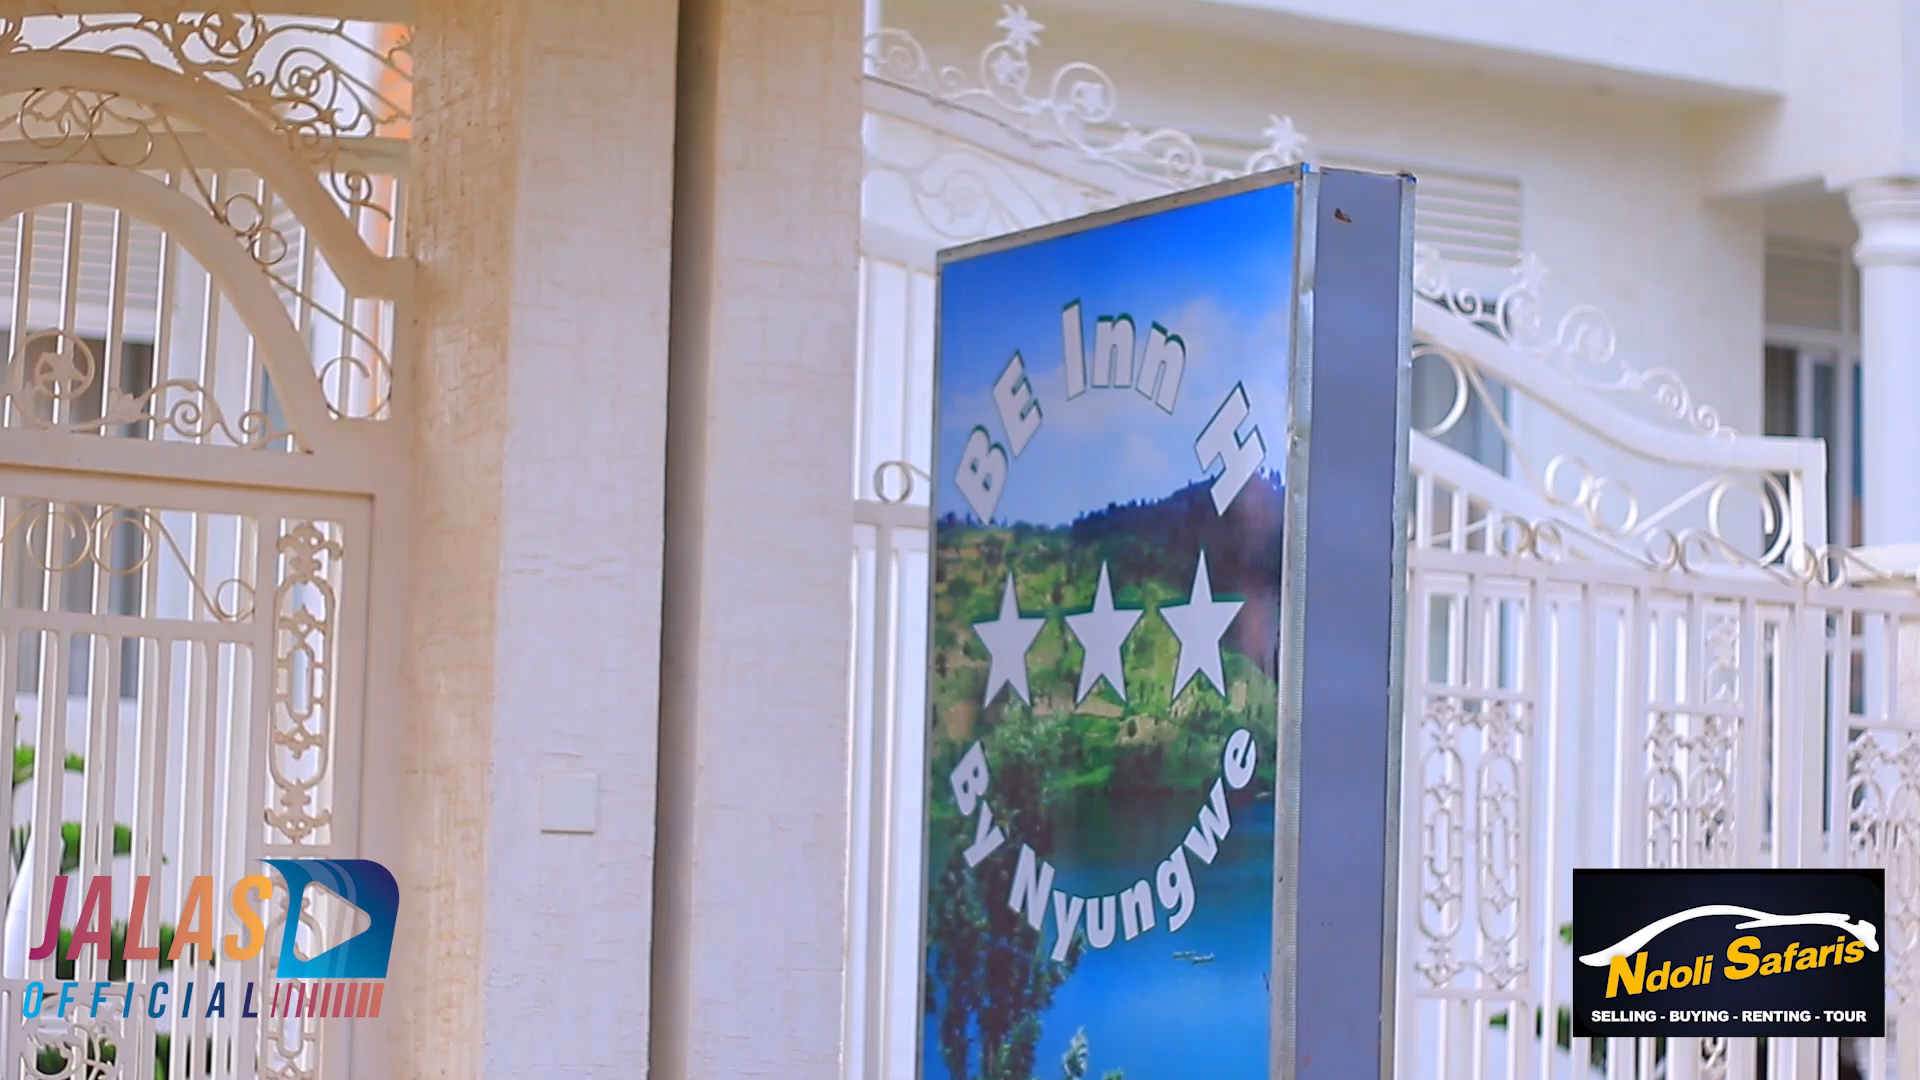 BE Inn H
By Nyungwe
JALAS
OFFICIAL
Ndoli Safaris
SELLING - BUYING - RENTING - TOUR